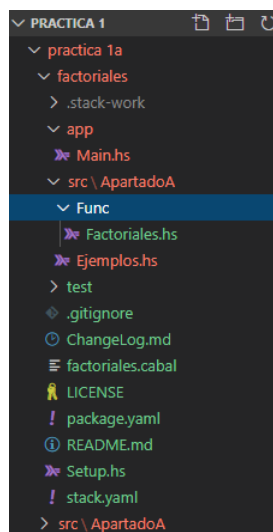 PRACTICA 1
practica 1a
factoriales
.stack-work
app
Main.hs
src \ ApartadoA
Func
Factoriales.hs
Ejemplos.hs
test
.gitignore
ChangeLog.md
factoriales.cabal
LICENSE
package.yaml
README.md
Setup.hs
stack.yaml
src \ ApartadoA